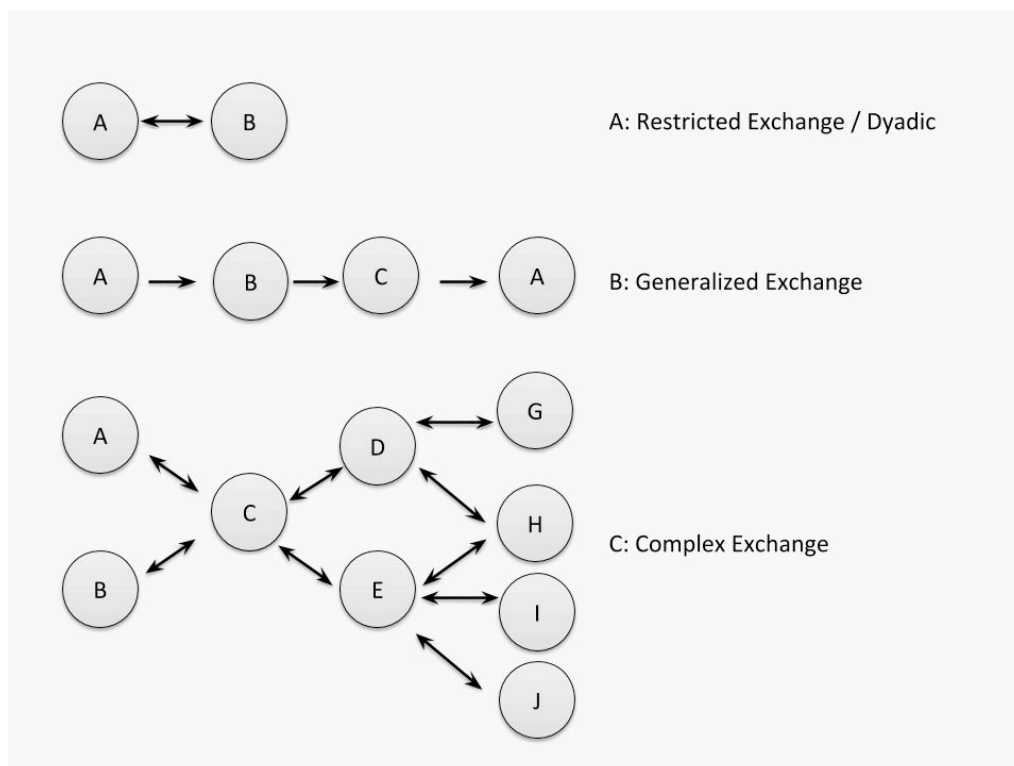 A B A: Restricted Exchange / Dyadic
A B C A B: Generalized Exchange
G
A
D
C
H
C: Complex Exchange
B
E
I
J